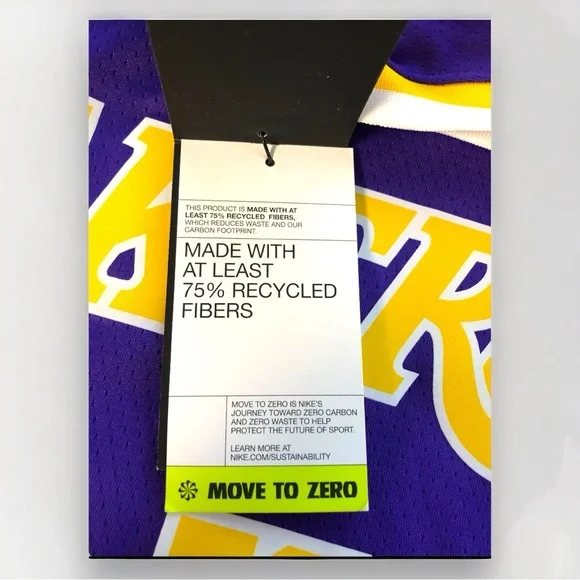 THIS PRODUCT IS MADE WITH AT
LEAST 75% RECYCLED FIBERS,
WHICH REDUCES WASTE AND OUR
CARBON FOOTPRINT.
MADE WITH
AT LEAST
75% RECYCLED
FIBERS
MOVE TO ZERO IS NIKE'S
JOURNEY TOWARD ZERO CARBON
AND ZERO WASTE TO HELP
PROTECT THE FUTURE OF SPORT.
LEARN MORE AT
NIKE.COM/SUSTAINABILITY
MOVE TO ZERO